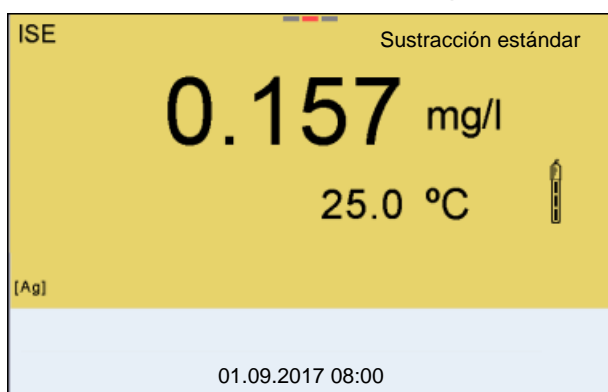 ISE
Sustracción estándar
0.157 mg/l
25.0 ºC
[Ag]
01.09.2017 08:00